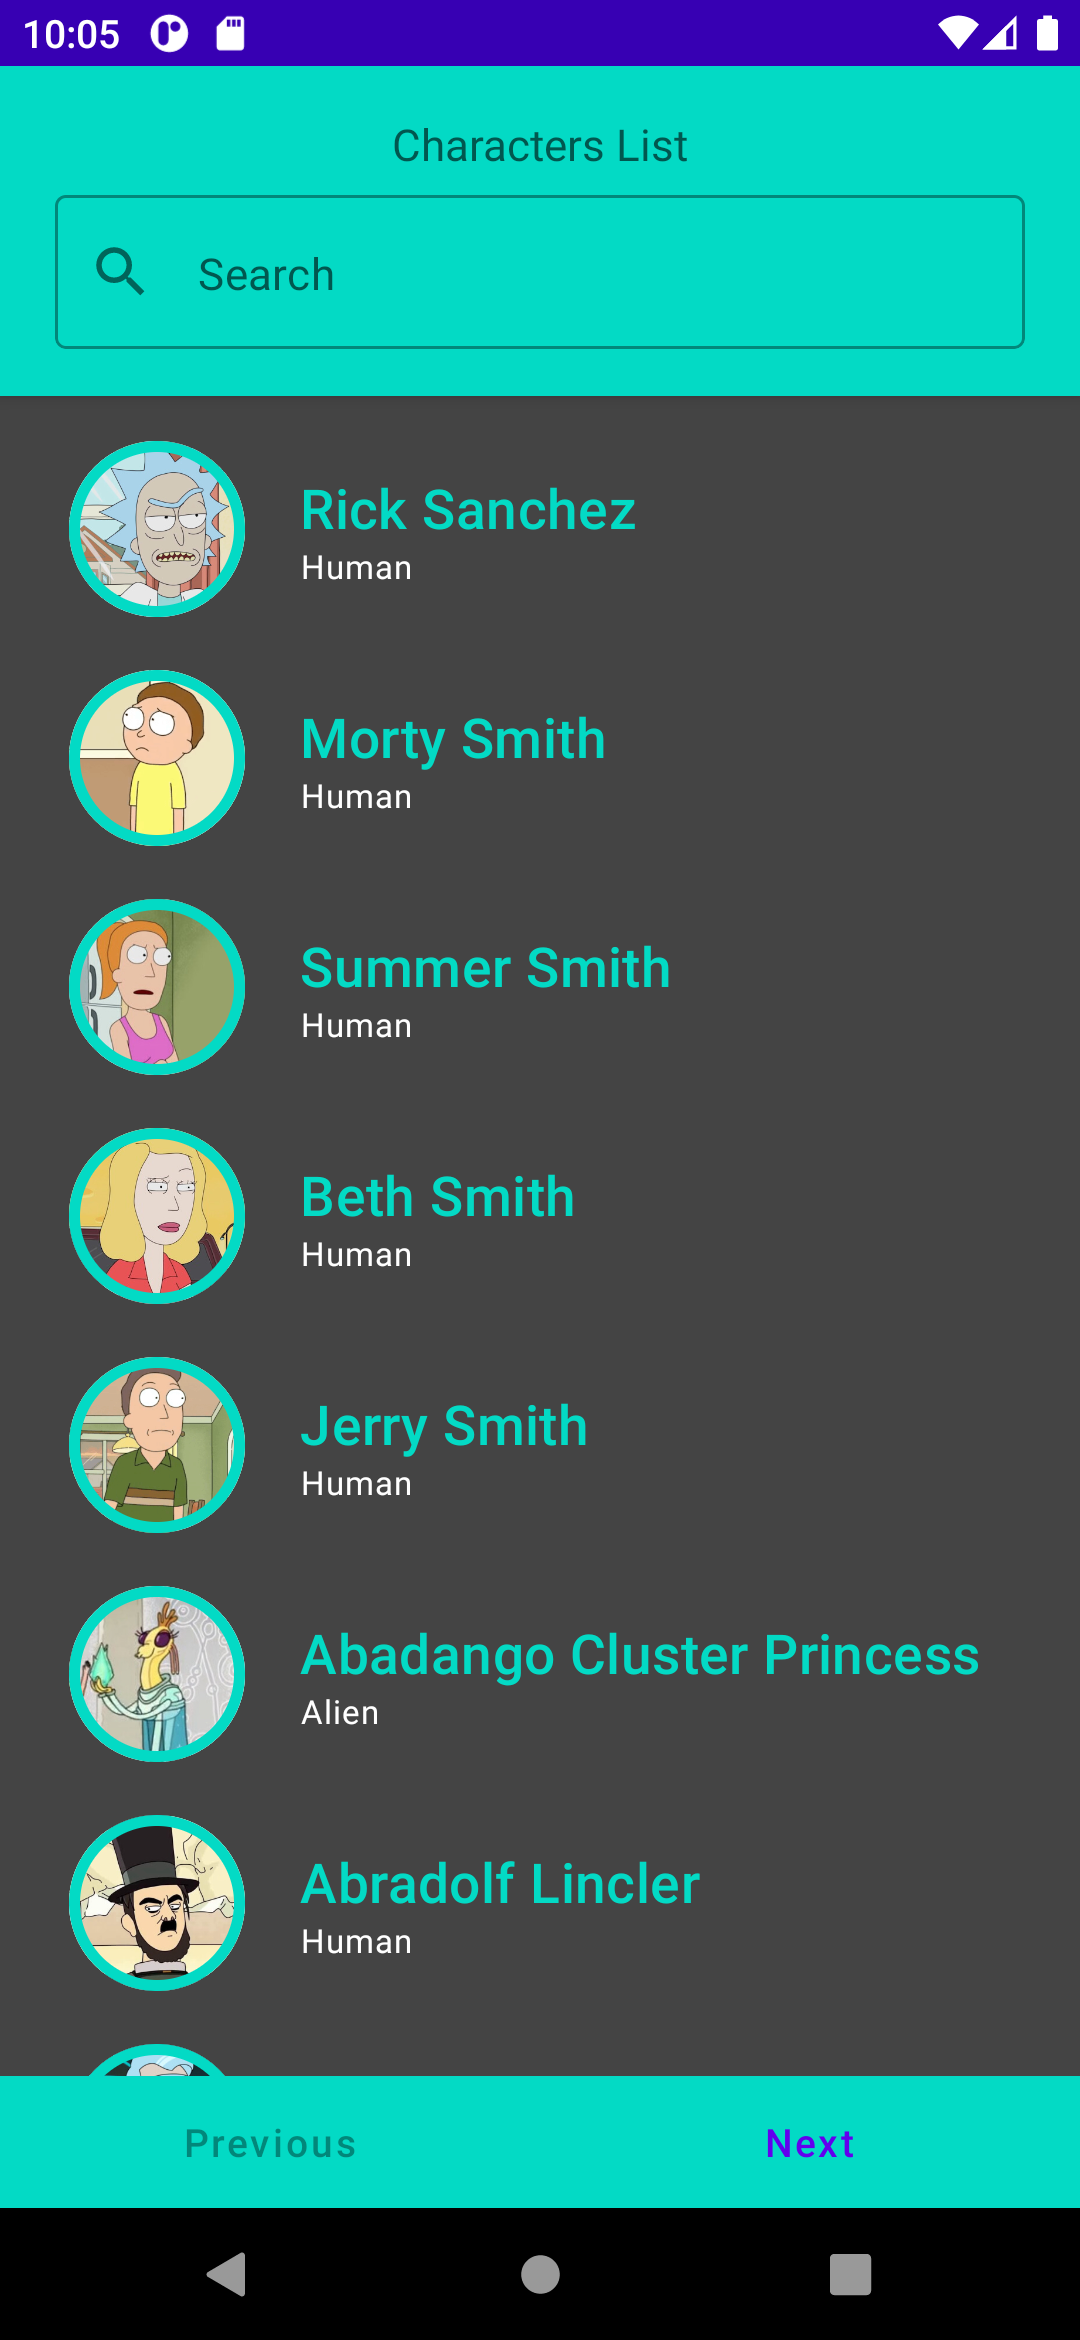 10:05
Characters List
Search
Rick Sanchez
Human
Morty Smith
Human
Summer Smith
Human
Beth Smith
Human
Jerry Smith
Human
Abadango Cluster Princess
Alien
Abradolf Lincler
Human
Previous
Next